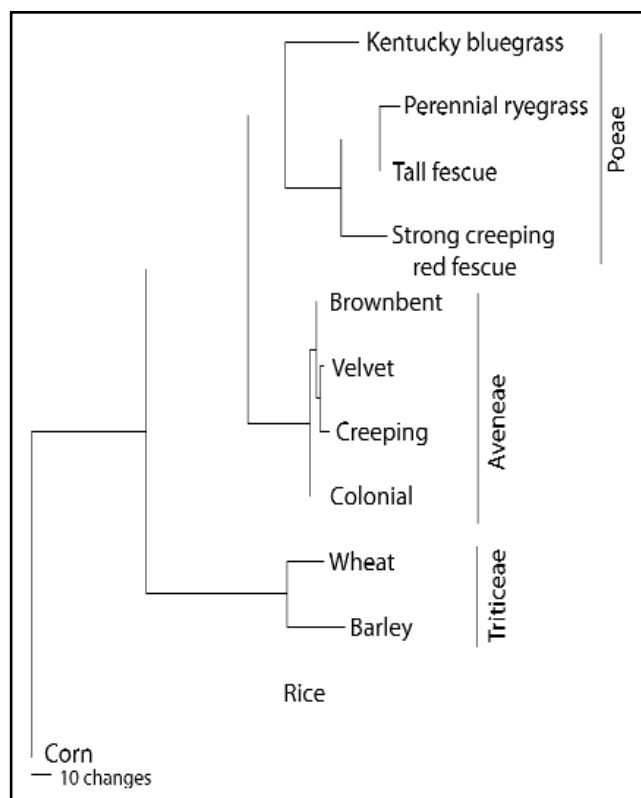 Kentucky bluegrass
Perennial ryegrass
Poeae
Tall fescue
Strong creeping
red fescue
Brownbent
Velvet
Aveneae
Creeping
Colonial
Wheat
Triticeae
Barley
Rice
Corn
10 changes